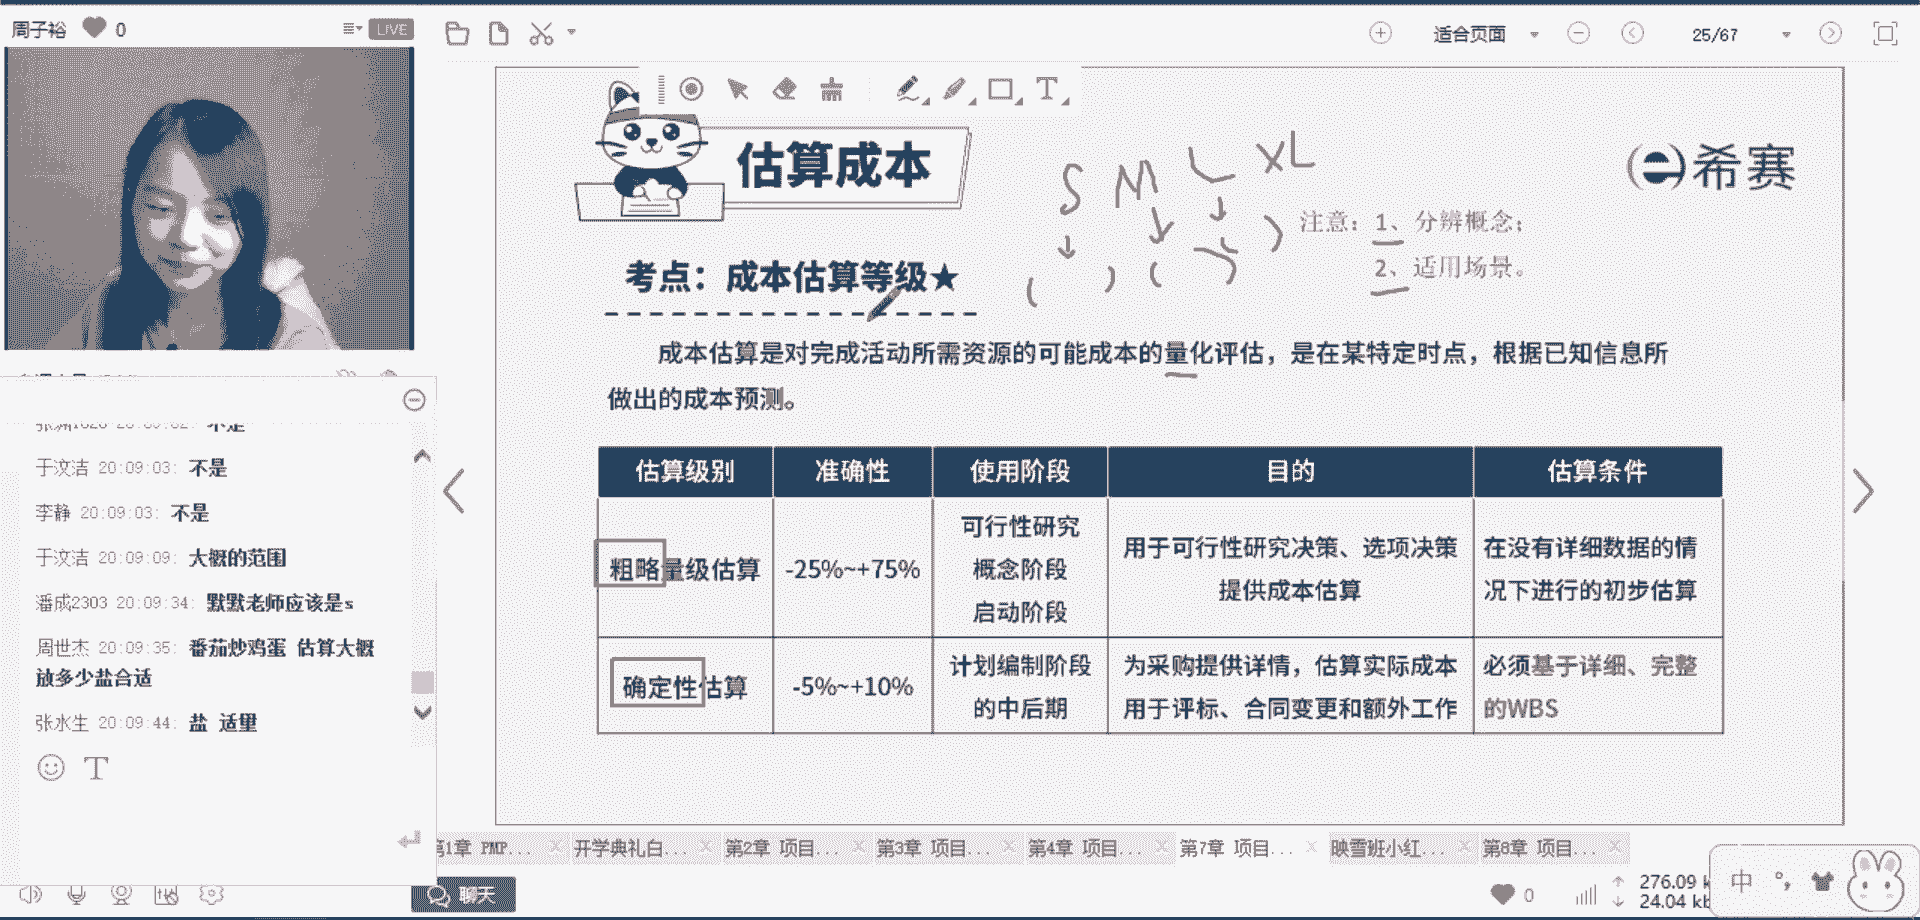 周子裕 0 LIVE
适合页面 25/67
估算成本
S M L XL
希赛
注意：1、分辨概念；
2、适用场景。
考点：成本估算等级★
成本估算是对完成活动所需资源的可能成本的量化评估，是在某特定时点，根据已知信息所
做出的成本预测。
估算级别 准确性 使用阶段 目的 估算条件
粗略量级估算 -25%~+75% 可行性研究
概念阶段
启动阶段
用于可行性研究决策、选项决策
提供成本估算
在没有详细数据的情
况下进行的初步估算
确定性估算 -5%~+10% 计划编制阶段
的中后期
为采购提供详情，估算实际成本
用于评标、合同变更和额外工作
必须基于详细、完整
的WBS
于汶洁 20:09:03: 不是
李静 20:09:03: 不是
于汶洁 20:09:09: 大概的范围
潘成2303 20:09:34: 默默老师应该是s
周世杰 20:09:35: 番茄炒鸡蛋 估算大概
放多少盐合适
张水生 20:09:44: 盐 适量
第1章 PMP... 开学典礼白... 第2章 项目... 第3章 项目... 第4章 项目... 第7章 项目... 映雪班小红... 第8章 项目...
聊天
0
276.09
24.04 kb
中